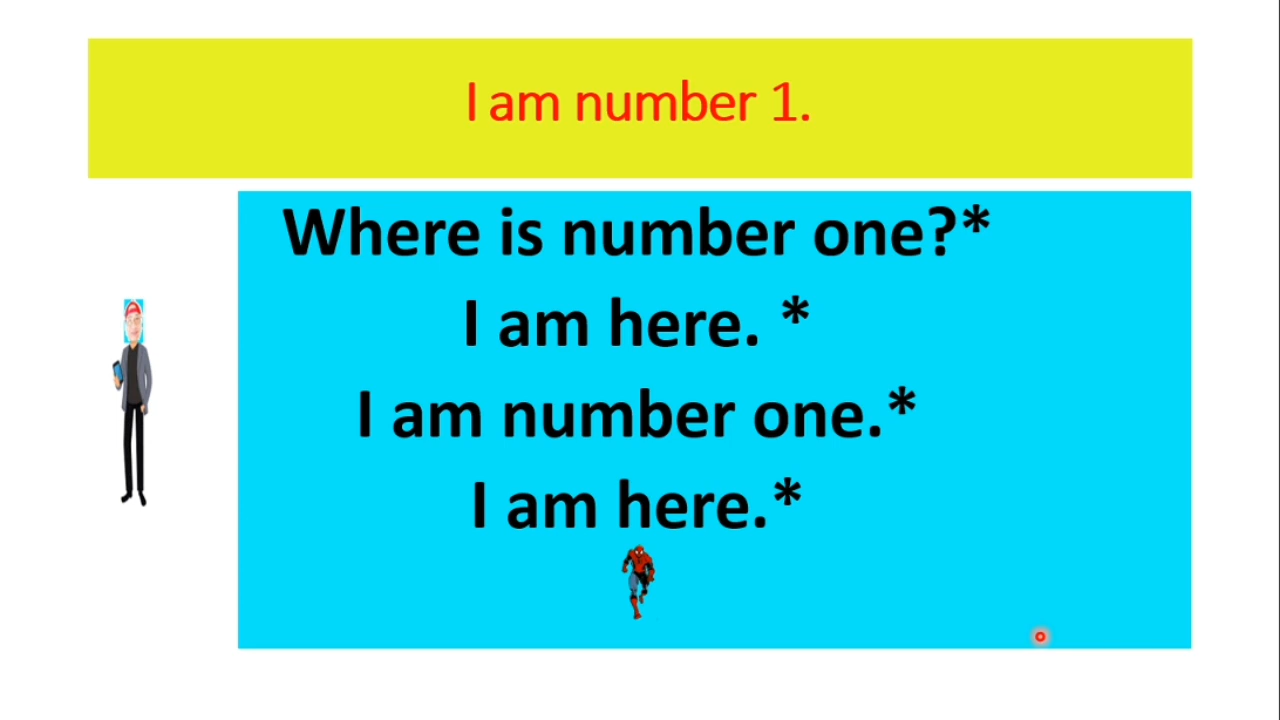 I am number 1.
Where is number one?*
I am here. *
I am number one.*
I am here.*